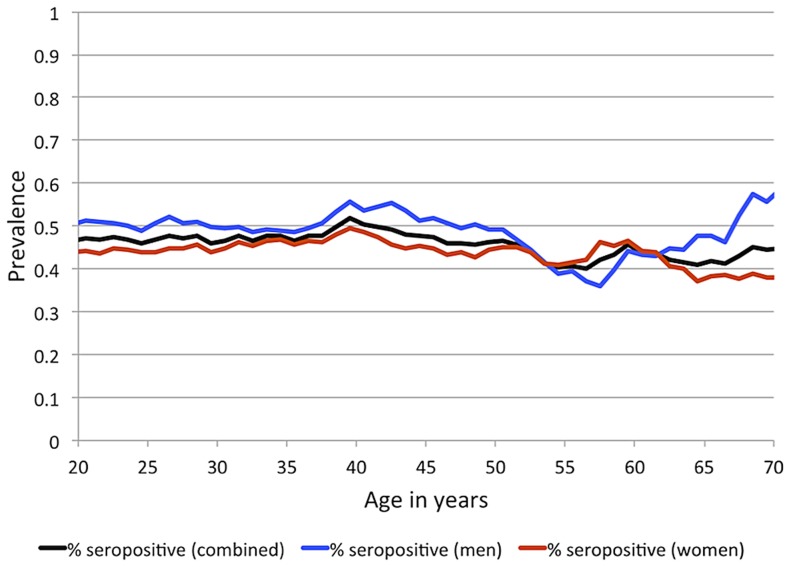 1
0.9
0.8
0.7
0.6
0.5
0.4
0.3
0.2
0.1
0
Prevalence
20 25 30 35 40 45 50 55 60 65 70
Age in years
% seropositive (combined) % seropositive (men) % seropositive (women)